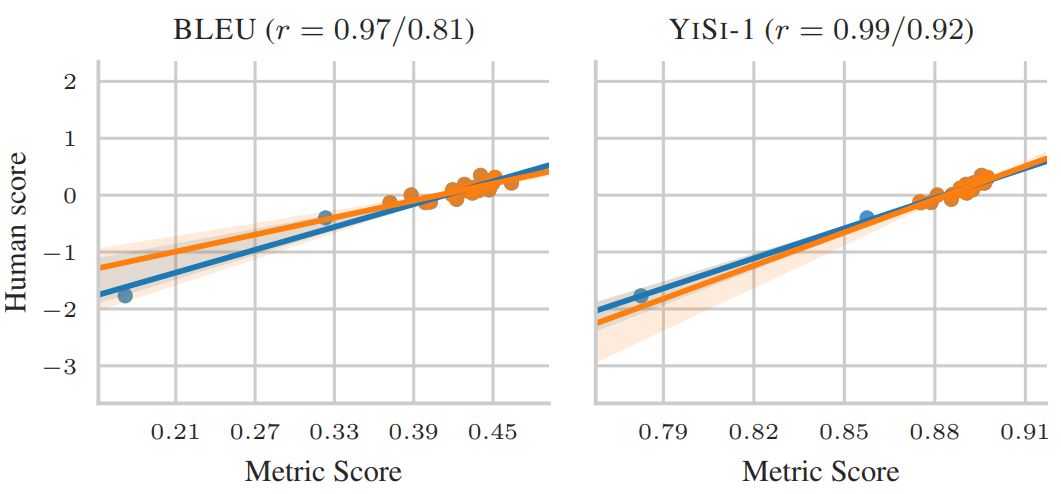 BLEU (r = 0.97/0.81)
YISI-1 (r = 0.99/0.92)
Human score
2
1
0
−1
−2
−3
0.21 0.27 0.33 0.39 0.45
0.79 0.82 0.85 0.88 0.91
Metric Score
Metric Score